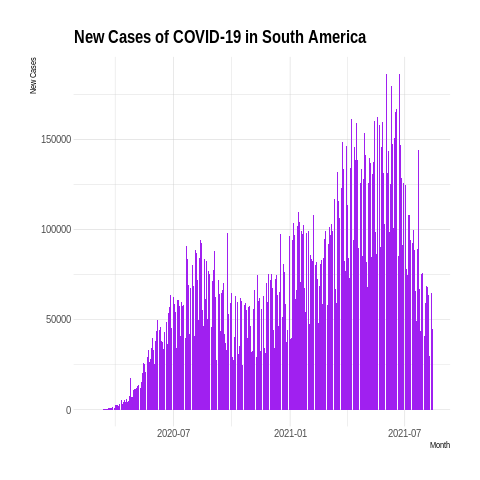 New Cases of COVID-19 in South America
New Cases
150000
100000
50000
0
2020-07
2021-01
2021-07
Month